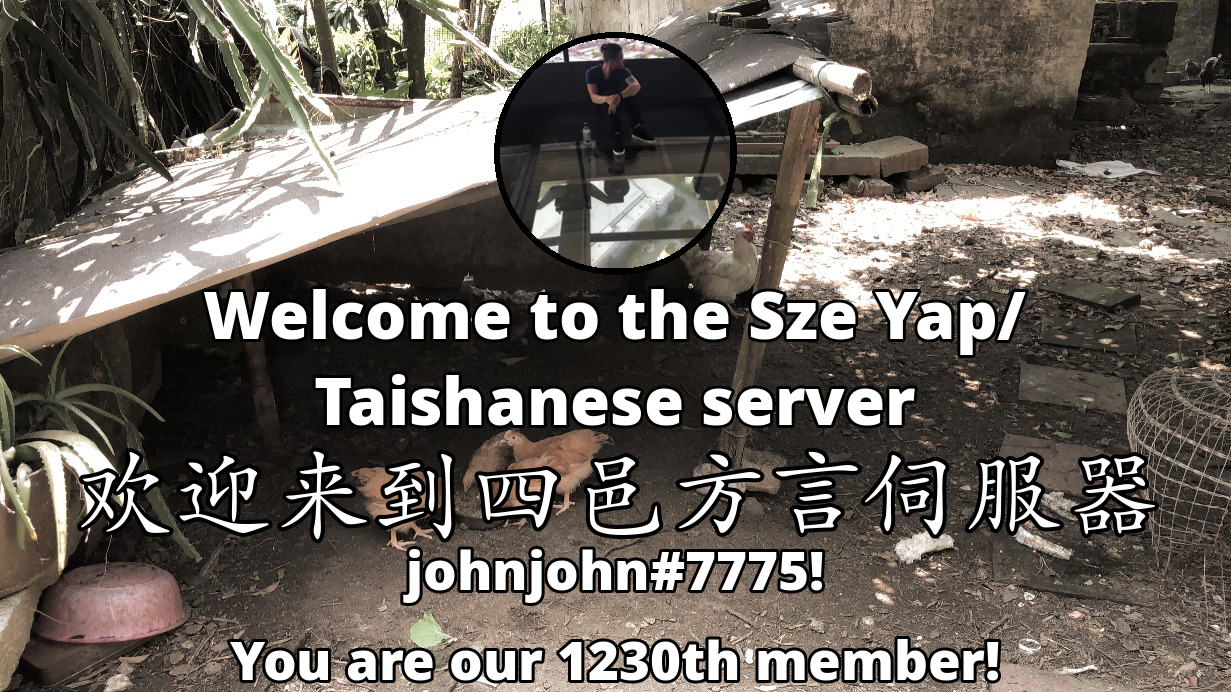 Welcome to the Sze Yap/
Taishanese server
欢迎来到四邑方言伺服器
johnjohn#7775!
You are our 1230th member!